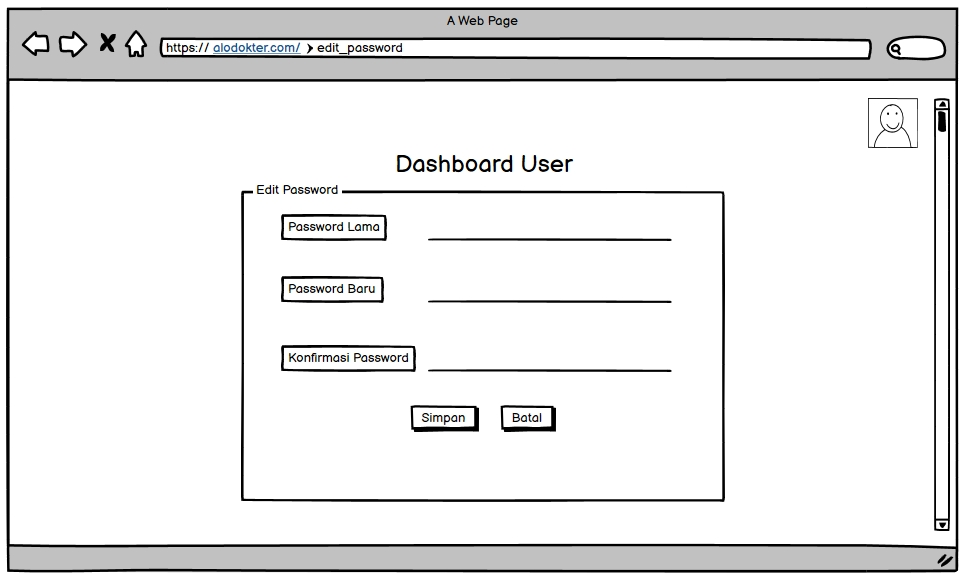 A Web Page
https:// alodokter.com/ > edit_password
Dashboard User
Edit Password
Password Lama
Password Baru
Konfirmasi Password
Simpan Batal